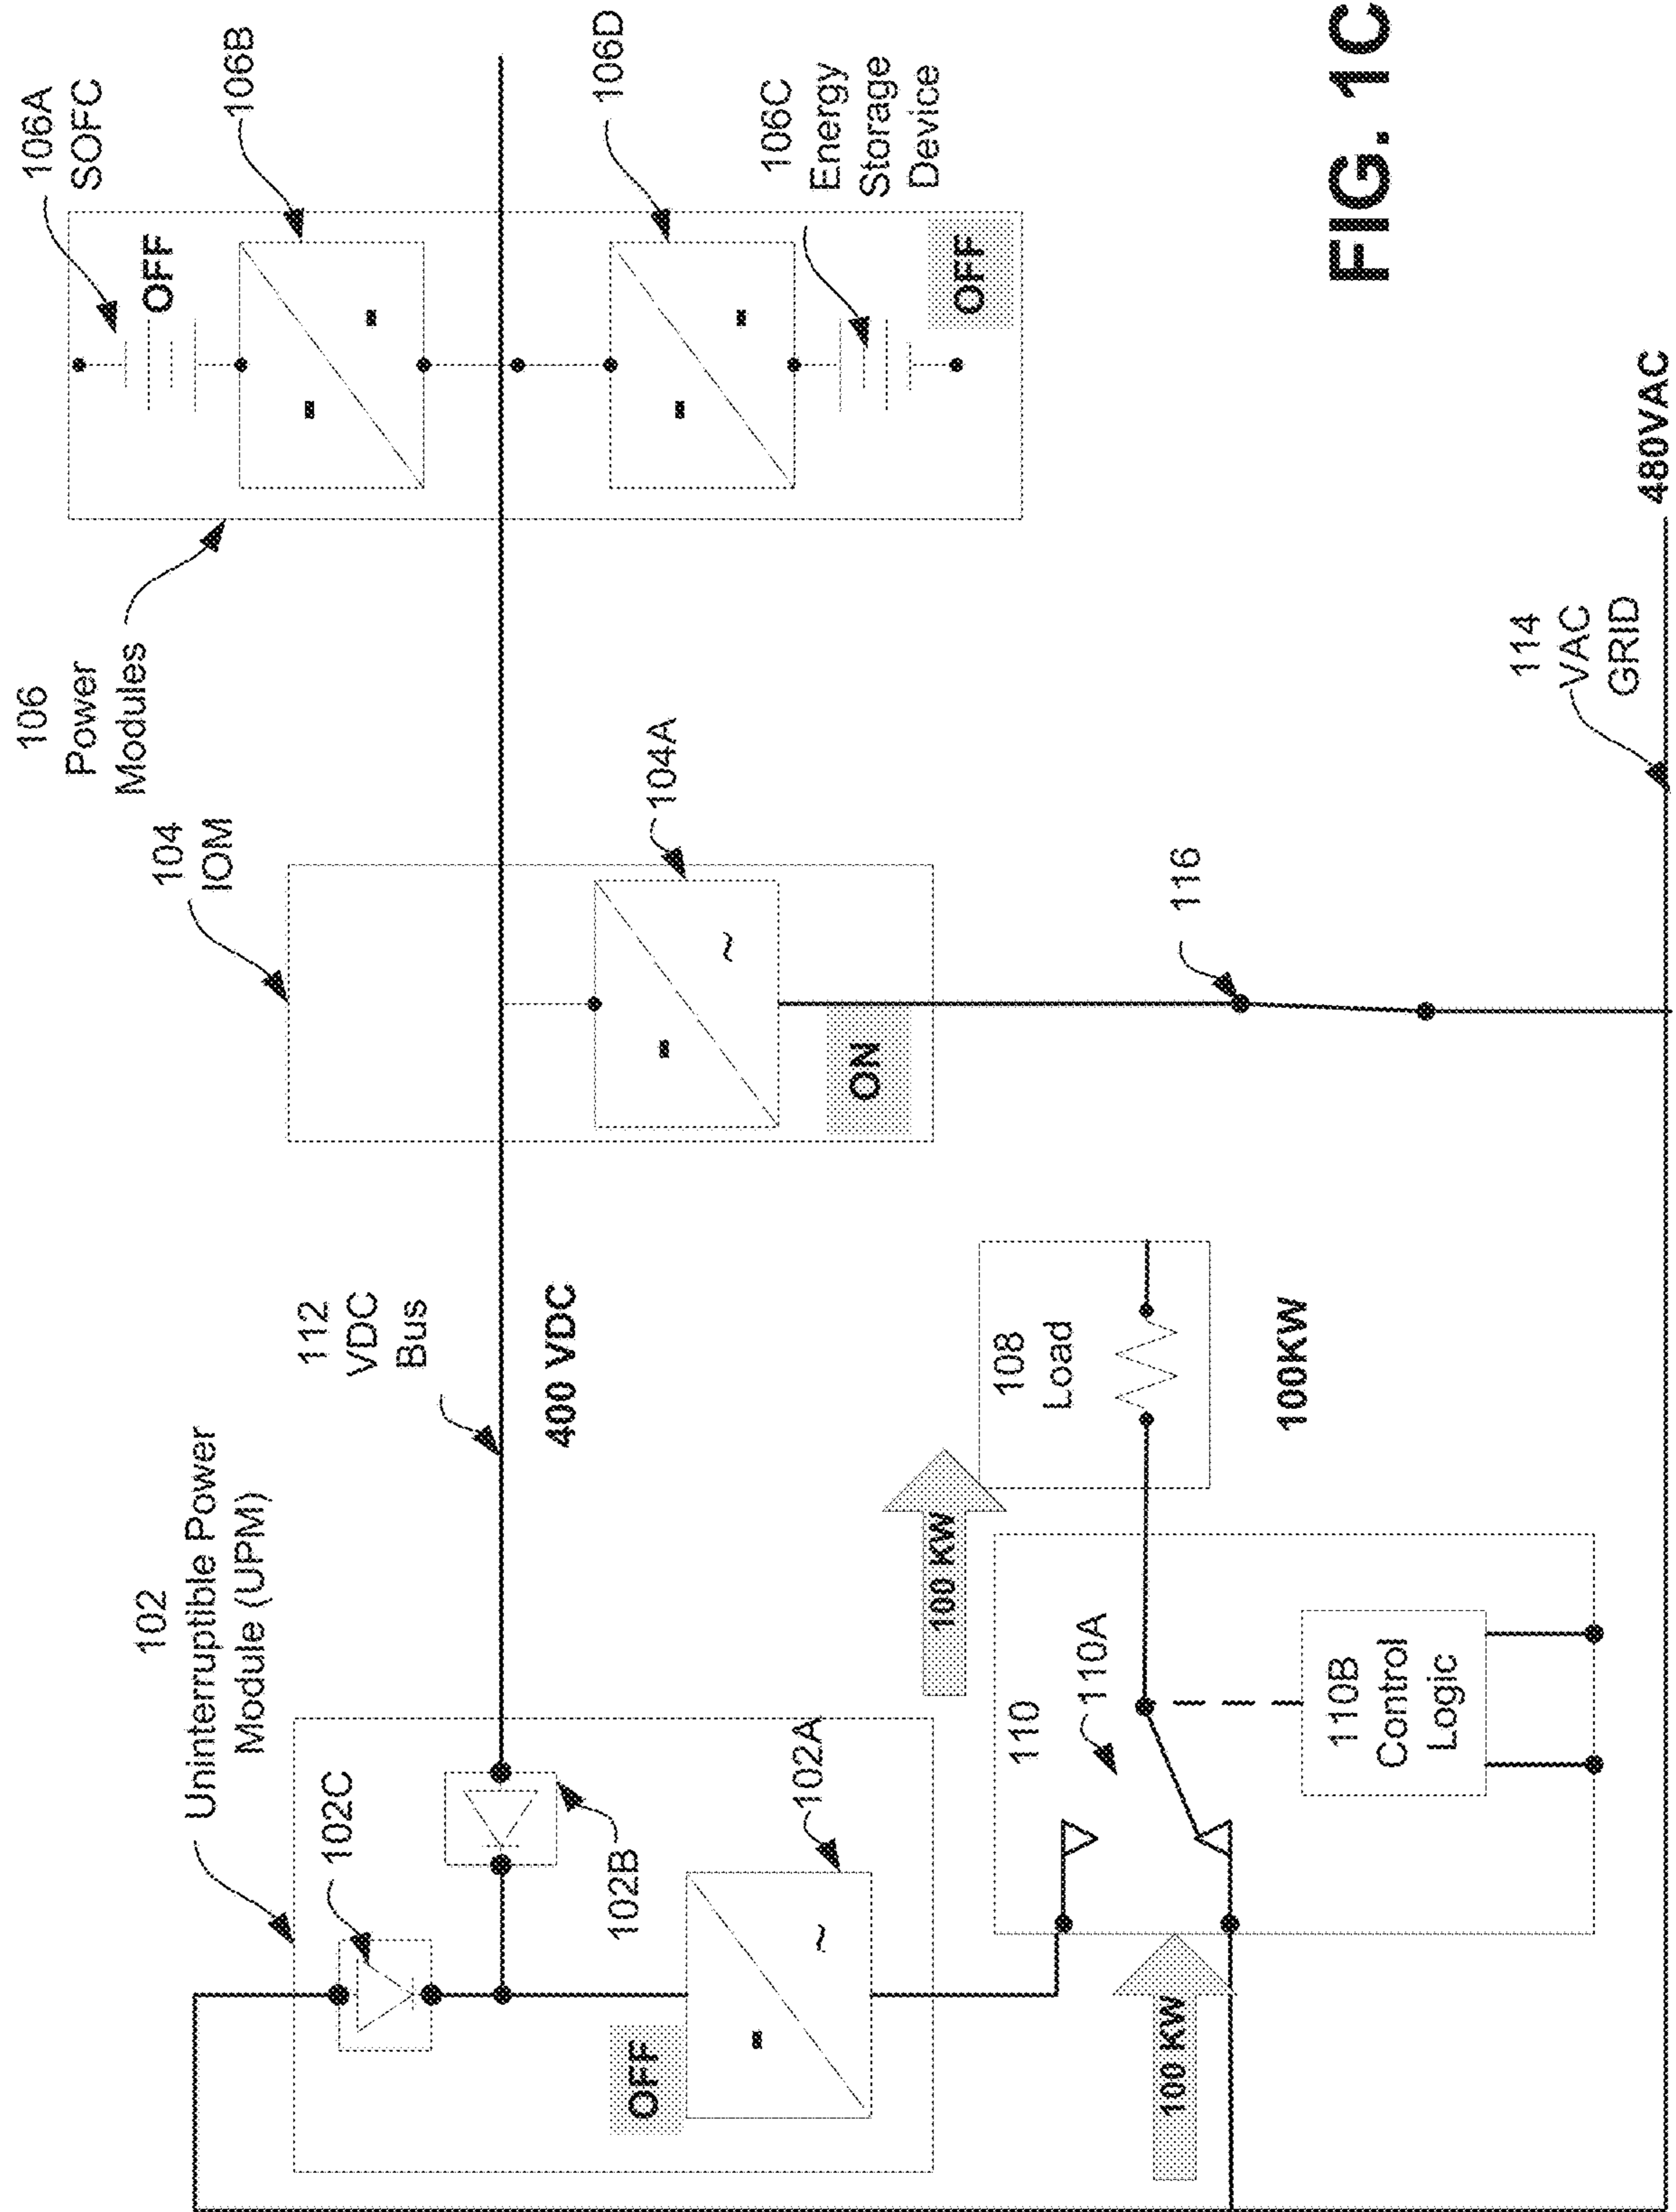 102
Uninterruptible Power
Module (UPM)
102C
102B
OFF
102A
112
VDC
Bus
400 VDC
104
IOM
104A
ON
106
Power
Modules
106A
SOFC
OFF
106B
106D
106C
Energy
Storage
Device
OFF
100 KW
100 KW
110
110A
110B
Control
Logic
108
Load
100KW
116
114
VAC
GRID
480VAC
FIG. 1C